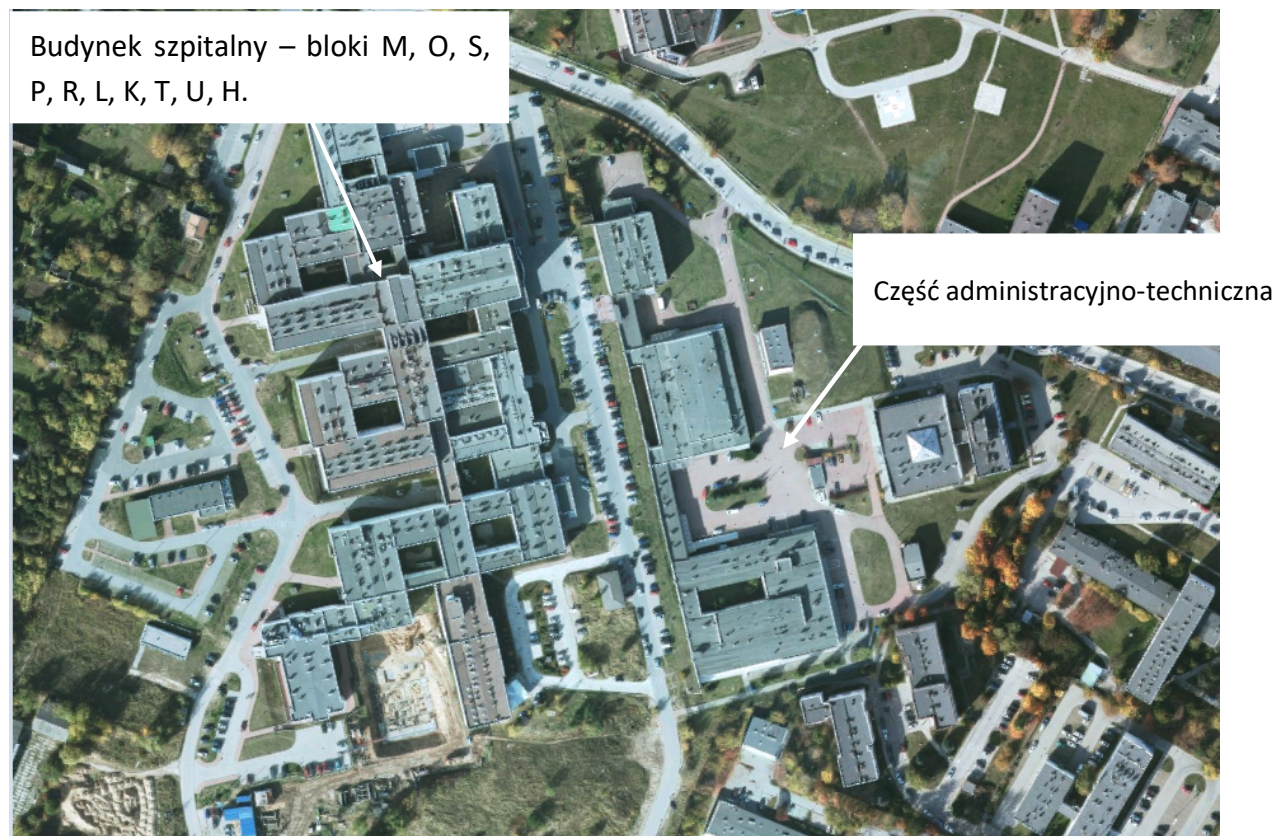 Budynek szpitalny – bloki M, O, S,
P, R, L, K, T, U, H.
Część administracyjno-techniczna